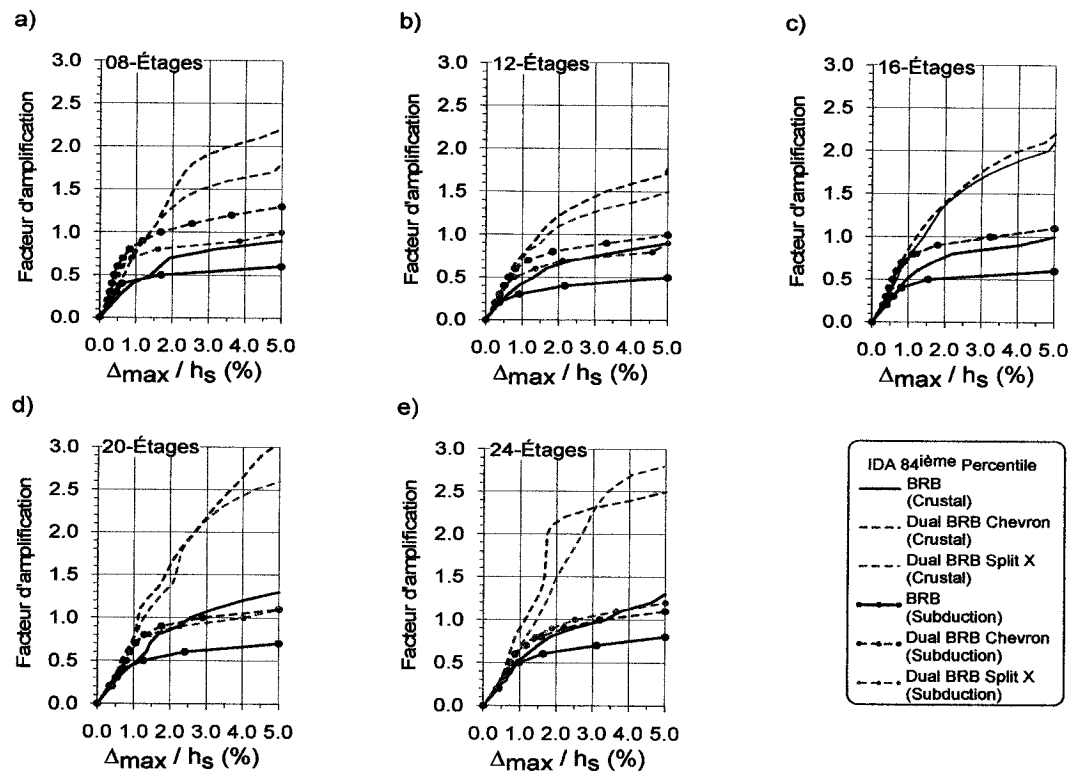 a)
08-Étages
Facteur d'amplification
3.0
2.5
2.0
1.5
1.0
0.5
0.0
0.0 1.0 2.0 3.0 4.0 5.0
Δmax / hs (%)
b)
12-Étages
Facteur d'amplification
3.0
2.5
2.0
1.5
1.0
0.5
0.0
0.0 1.0 2.0 3.0 4.0 5.0
Δmax / hs (%)
c)
16-Étages
Facteur d'amplification
3.0
2.5
2.0
1.5
1.0
0.5
0.0
0.0 1.0 2.0 3.0 4.0 5.0
Δmax / hs (%)
d)
20-Étages
Facteur d'amplification
3.0
2.5
2.0
1.5
1.0
0.5
0.0
0.0 1.0 2.0 3.0 4.0 5.0
Δmax / hs (%)
e)
24-Étages
Facteur d'amplification
3.0
2.5
2.0
1.5
1.0
0.5
0.0
0.0 1.0 2.0 3.0 4.0 5.0
Δmax / hs (%)
IDA 84ième Percentile
BRB
(Crustal)
Dual BRB Chevron
(Crustal)
Dual BRB Split X
(Crustal)
BRB
(Subduction)
Dual BRB Chevron
(Subduction)
Dual BRB Split X
(Subduction)